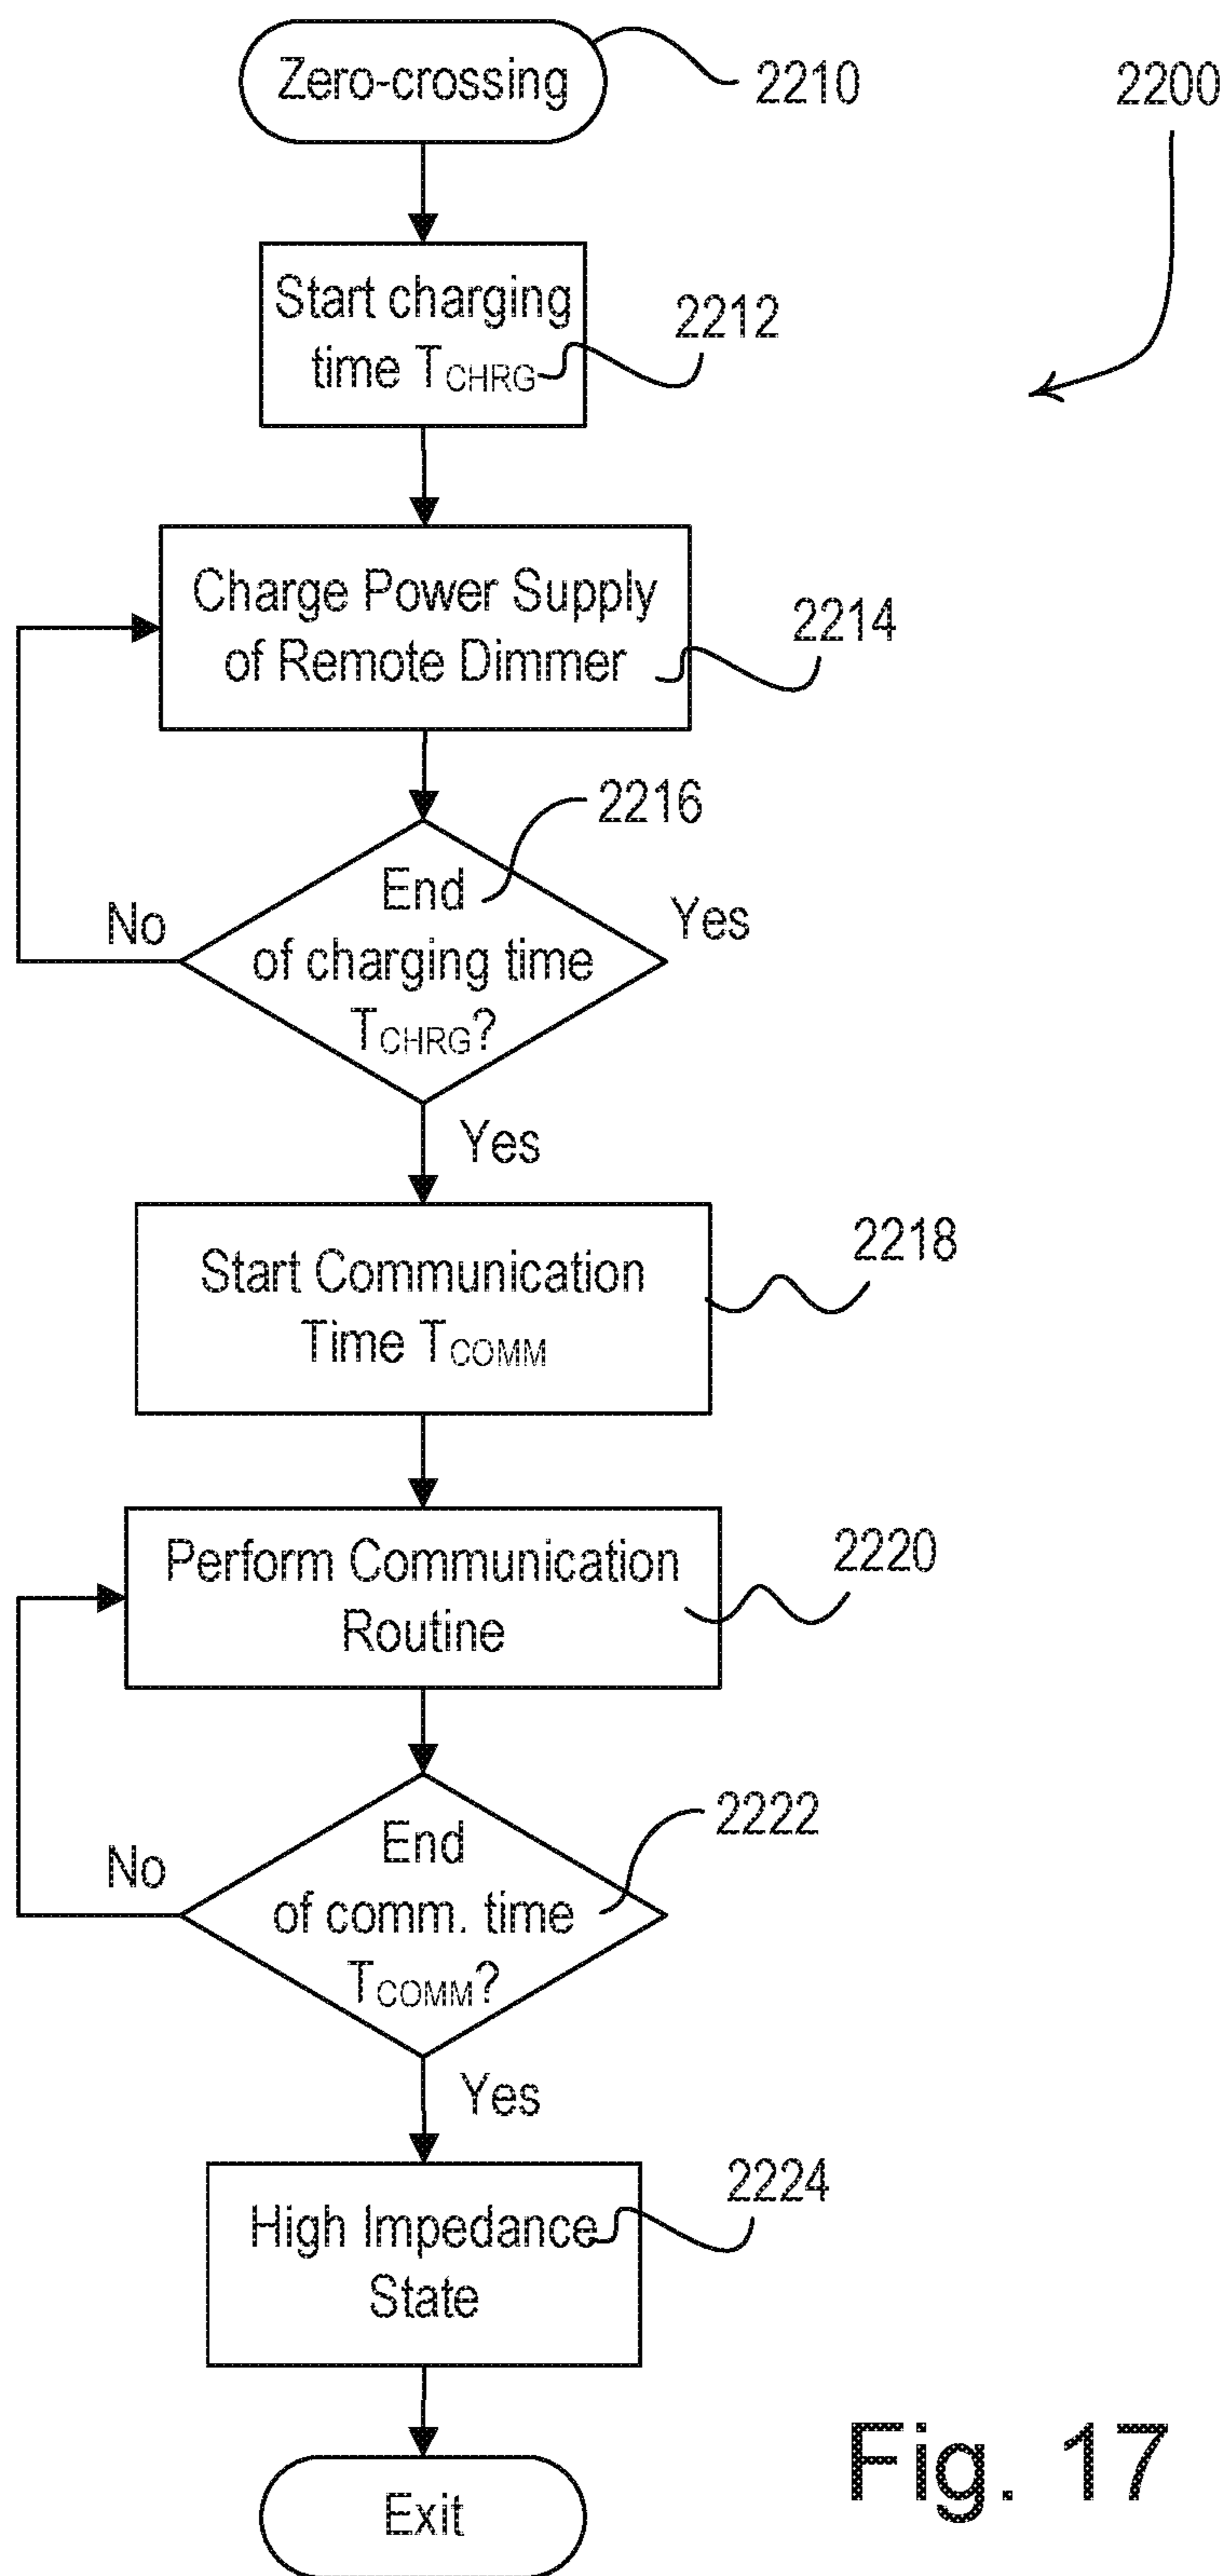 Zero-crossing
2210
2200
Start charging
time TCHRG
2212
Charge Power Supply
of Remote Dimmer
2214
2216
End
of charging time
TCHRG?
No
Yes
Yes
Start Communication
Time TCOMM
2218
Perform Communication
Routine
2220
2222
End
of comm. time
TCOMM?
No
Yes
High Impedance
State
2224
Exit
Fig. 17